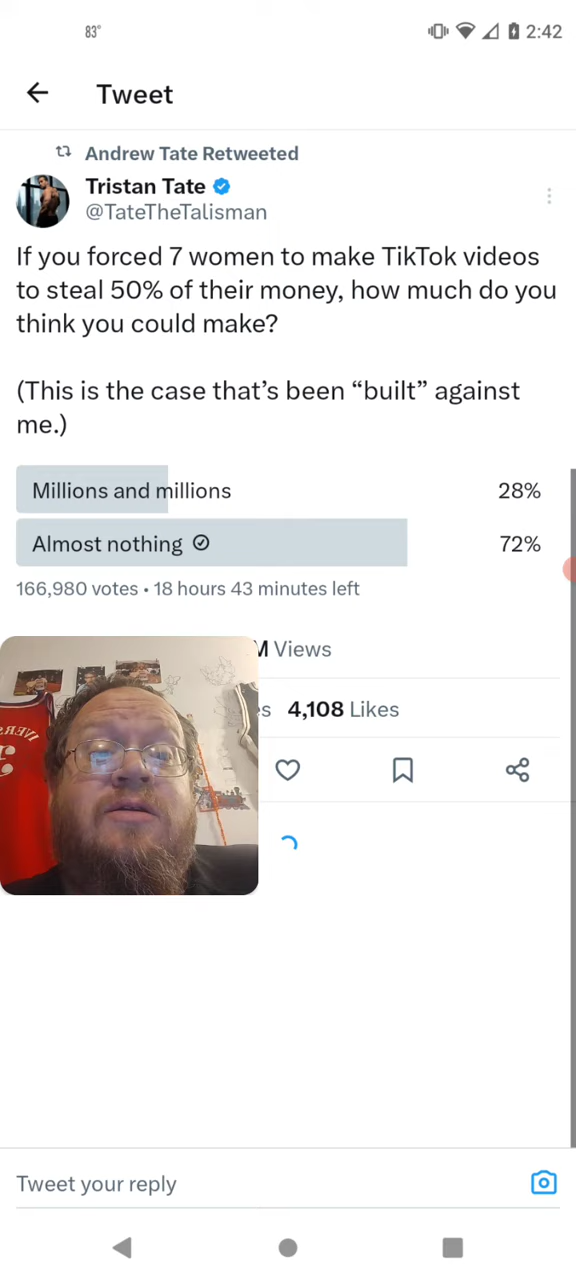 83°
2:42
Tweet
Andrew Tate Retweeted
Tristan Tate
@TateTheTalisman
If you forced 7 women to make TikTok videos
to steal 50% of their money, how much do you
think you could make?
(This is the case that’s been “built” against
me.)
Millions and millions 28%
Almost nothing 72%
166,980 votes • 18 hours 43 minutes left
M Views
s 4,108 Likes
Tweet your reply